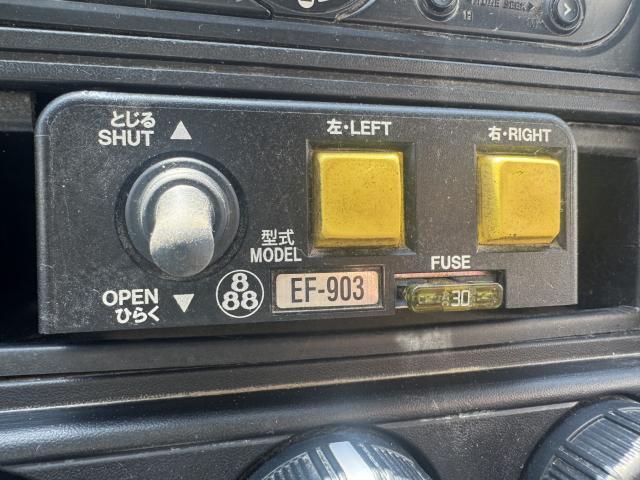 とじる
SHUT
左・LEFT
右・RIGHT
型式
MODEL
FUSE
OPEN
ひらく
8
88
EF-903
30